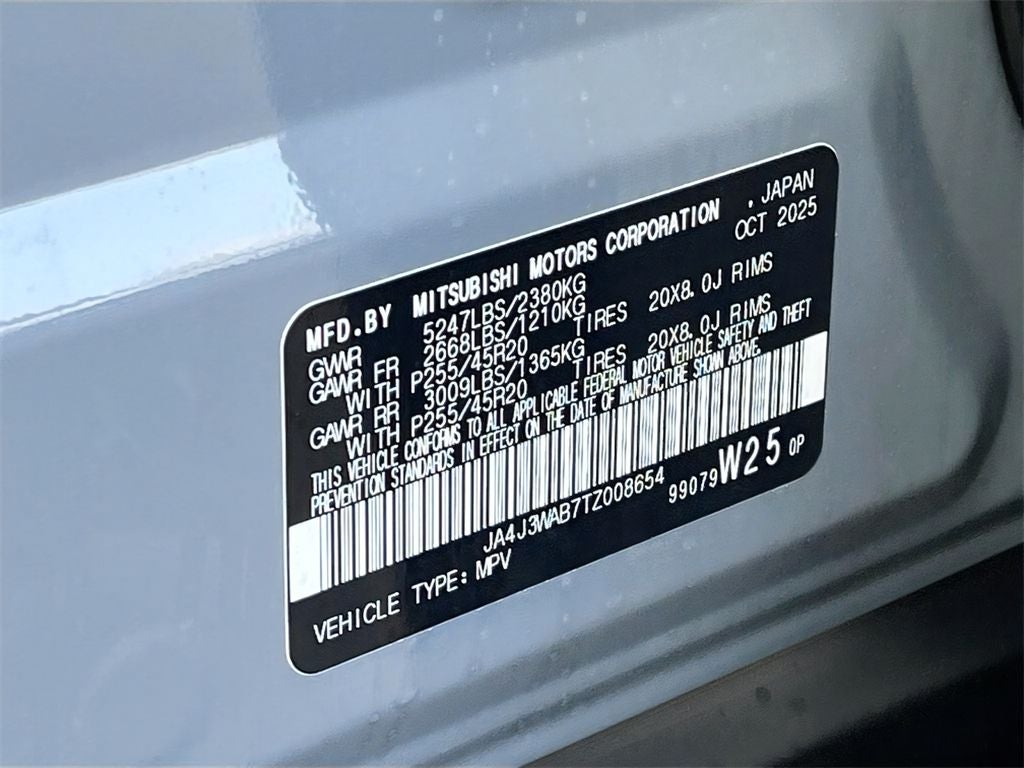 MFD.BY MITSUBISHI MOTORS CORPORATION , JAPAN
OCT 2025
GWR 5247LBS/2380KG
GAWR FR 2668LBS/1210KG
WITH P255/45R20 TIRES 20X8.0J RIMS
GAWR RR 3009LBS/1365KG
WITH P255/45R20 TIRES 20X8.0J RIMS
THIS VEHICLE CONFORMS TO ALL APPLICABLE FEDERAL MOTOR VEHICLE SAFETY AND THEFT
PREVENTION STANDARDS IN EFFECT ON THE DATE OF MANUFACTURE SHOWN ABOVE.
JA4J3WAB7TZ008654 99079 W25 OP
VEHICLE TYPE: MPV